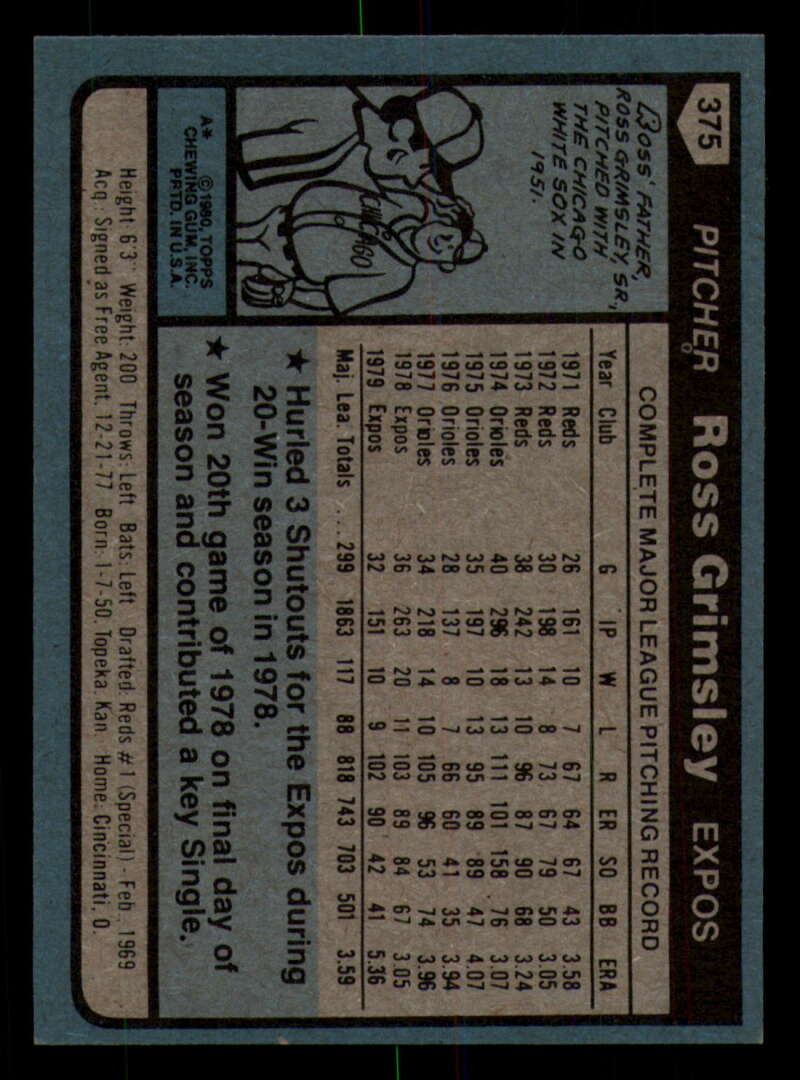 375
PITCHER Ross Grimsley EXPOS
ROSS' FATHER,
ROSS GRIMSLEY, SR.,
PITCHED WITH
THE CHICAGO
WHITE SOX IN
1951.
CHICAGO
A* © 1980, TOPPS
CHEWING GUM, INC.
PRTD. IN U.S.A.
COMPLETE MAJOR LEAGUE PITCHING RECORD
Year Club G IP W L R ER SO BB ERA
1971 Reds 26 161 10 7 67 64 67 43 3.58
1972 Reds 30 198 14 8 73 67 79 50 3.05
1973 Reds 38 242 13 10 96 87 90 68 3.24
1974 Orioles 40 296 18 13 111 101 158 76 3.07
1975 Orioles 35 197 10 13 95 89 89 47 4.07
1976 Orioles 28 137 8 7 66 60 41 35 3.94
1977 Orioles 34 218 14 10 105 96 53 74 3.96
1978 Expos 36 263 20 11 103 89 84 67 3.05
1979 Expos 32 151 10 9 102 90 42 41 5.36
Maj. Lea. Totals ... 299 1863 117 88 818 743 703 501 3.59
★ Hurled 3 Shutouts for the Expos during
20-Win season in 1978.
★ Won 20th game of 1978 on final day of
season and contributed a key Single.
Height: 6'3" Weight: 200 Throws: Left Bats: Left Drafted: Reds #1 (Special) - Feb., 1969
Acq.: Signed as Free Agent, 12-21-77 Born: 1-7-50, Topeka, Kan. Home: Cincinnati, O.